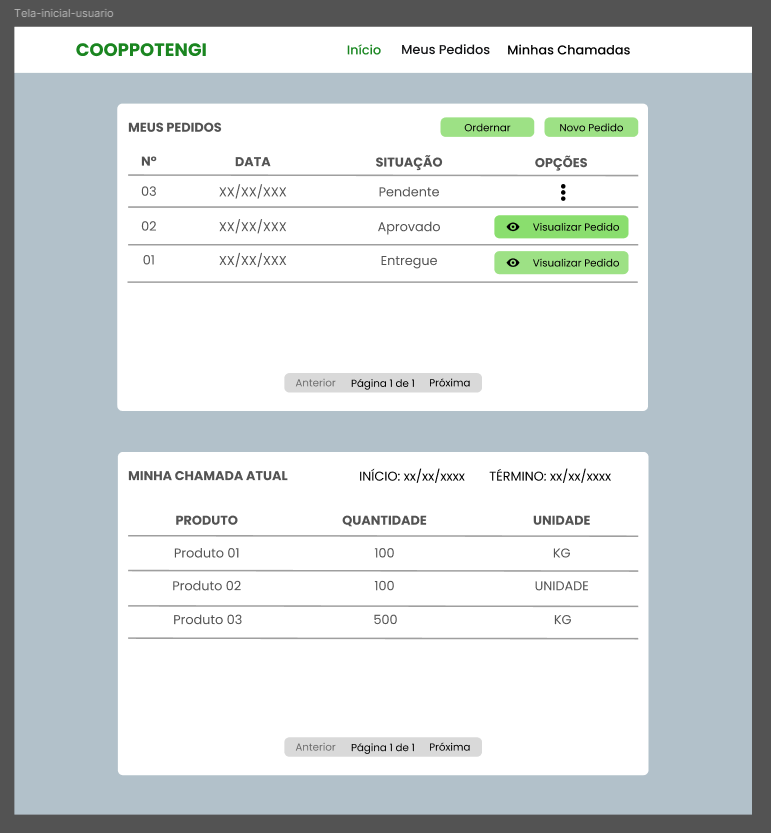 Tela-inicial-usuario
COOPPOTENGI Início Meus Pedidos Minhas Chamadas
MEUS PEDIDOS Ordernar Novo Pedido
Nº DATA SITUAÇÃO OPÇÕES
03 XX/XX/XXX Pendente
02 XX/XX/XXX Aprovado Visualizar Pedido
01 XX/XX/XXX Entregue Visualizar Pedido
Anterior Página 1 de 1 Próxima
MINHA CHAMADA ATUAL INÍCIO: xx/xx/xxxx TÉRMINO: xx/xx/xxxx
PRODUTO QUANTIDADE UNIDADE
Produto 01 100 KG
Produto 02 100 UNIDADE
Produto 03 500 KG
Anterior Página 1 de 1 Próxima